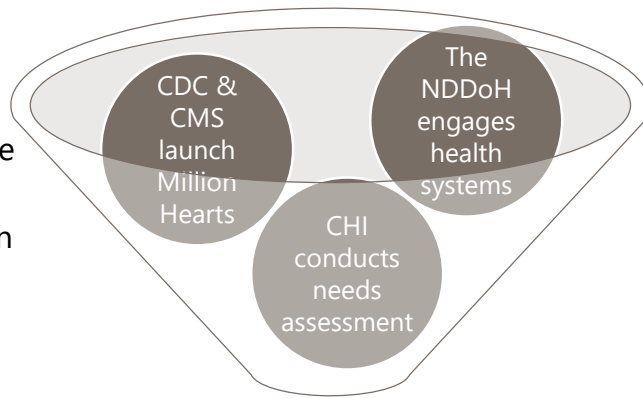 CDC &
CMS
launch
Million
Hearts
The
NDDoH
engages
health
systems
CHI
conducts
needs
assessment
e
n